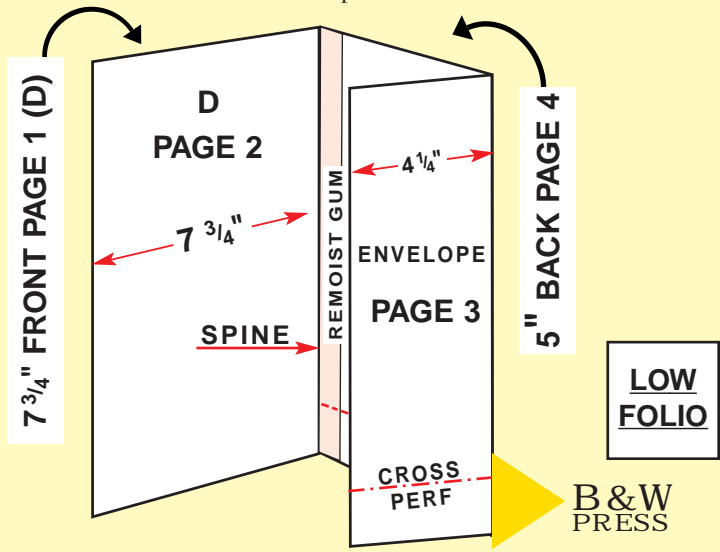 7 3/4" FRONT PAGE 1 (D)
D
PAGE 2
7 3/4"
SPINE
REMOIST GUM
4 1/4"
ENVELOPE
PAGE 3
CROSS
PERF
5" BACK PAGE 4
LOW
FOLIO
B&W
PRESS